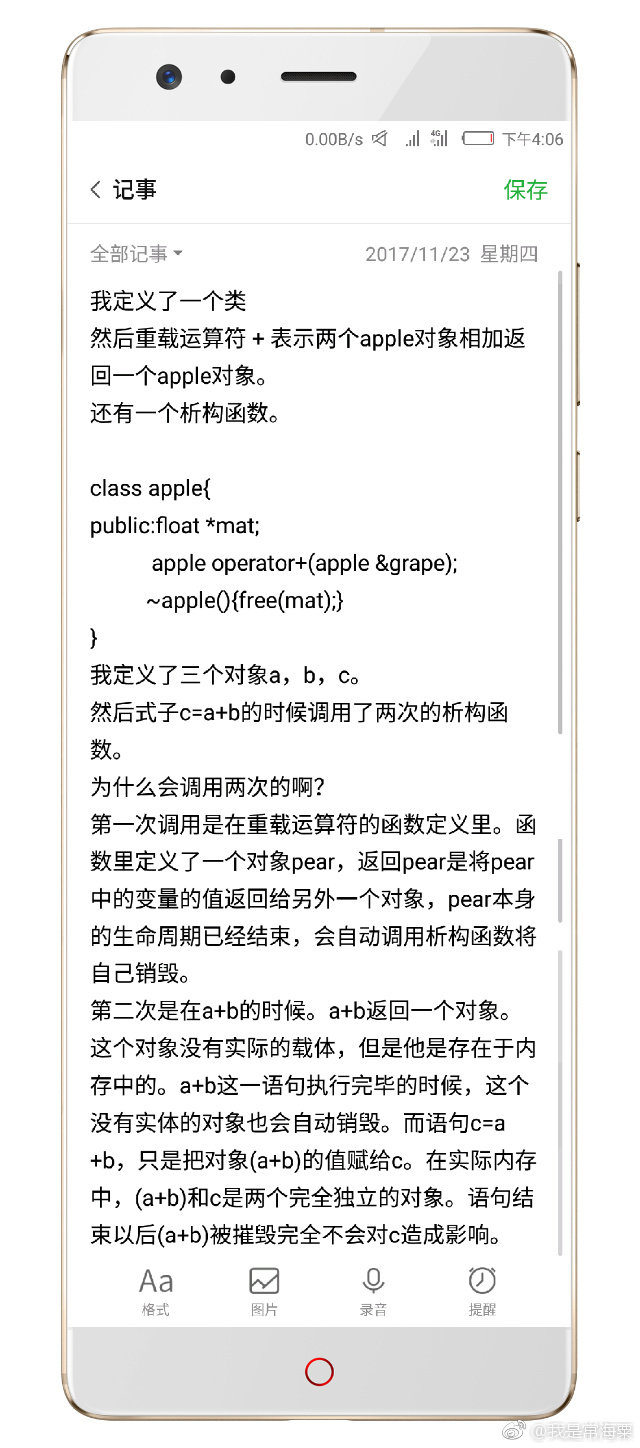 0.00B/s 4G 下午4:06
记事 保存
全部记事 2017/11/23 星期四
我定义了一个类
然后重载运算符 + 表示两个apple对象相加返
回一个apple对象。
还有一个析构函数。
class apple{
public:float *mat;
apple operator+(apple &grape);
~apple(){free(mat);}
}
我定义了三个对象a，b，c。
然后式子c=a+b的时候调用了两次的析构函
数。
为什么会调用两次的啊？
第一次调用是在重载运算符的函数定义里。函
数里定义了一个对象pear，返回pear是将pear
中的变量的值返回给另外一个对象，pear本身
的生命周期已经结束，会自动调用析构函数将
自己销毁。
第二次是在a+b的时候。a+b返回一个对象。
这个对象没有实际的载体，但是他是存在于内
存中的。a+b这一语句执行完毕的时候，这个
没有实体的对象也会自动销毁。而语句c=a
+b，只是把对象(a+b)的值赋给c。在实际内存
中，(a+b)和c是两个完全独立的对象。语句结
束以后(a+b)被摧毁完全不会对c造成影响。
Aa
格式 图片 录音 提醒
@我是常海粟